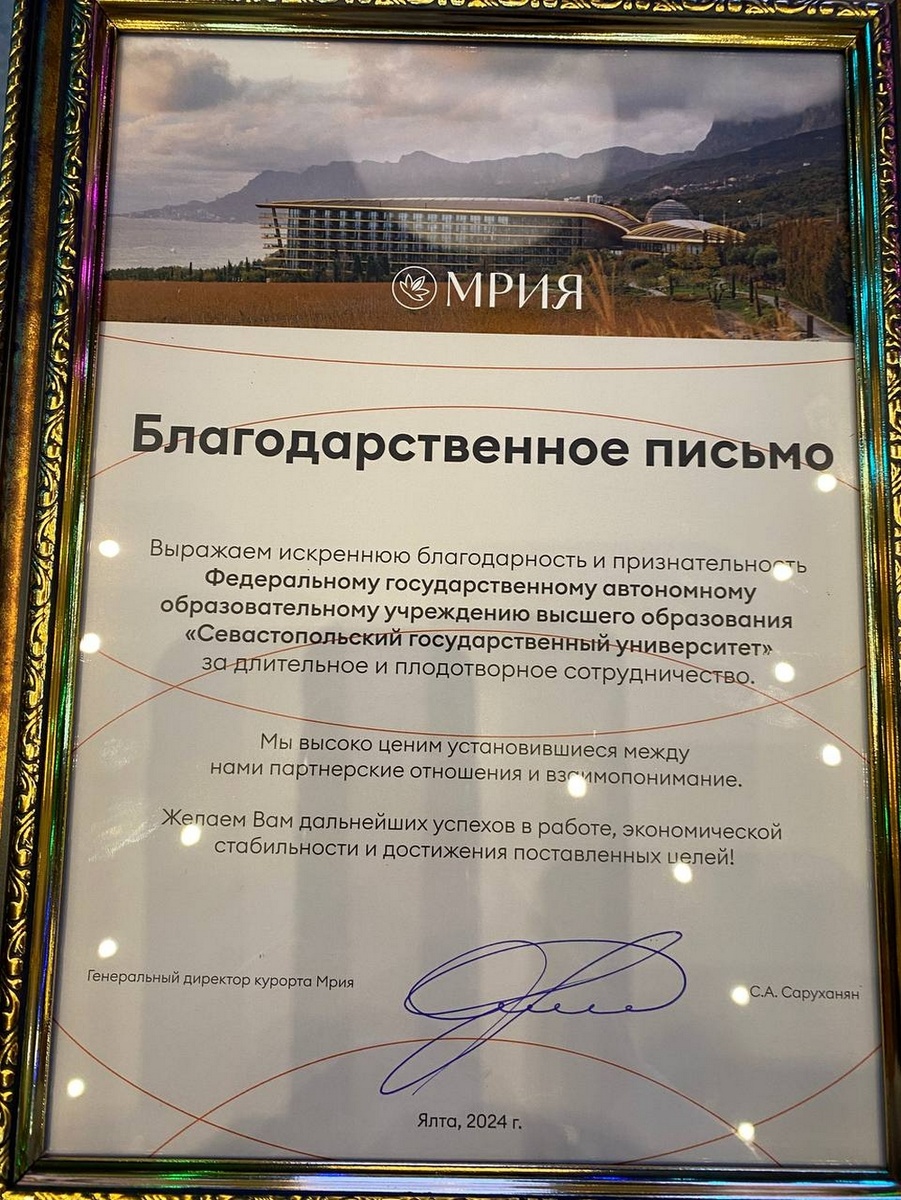 МРИЯ
Благодарственное письмо
Выражаем искреннюю благодарность и признательность
Федеральному государственному автономному
образовательному учреждению высшего образования
«Севастопольский государственный университет»
за длительное и плодотворное сотрудничество.
Мы высоко ценим установившиеся между
нами партнерские отношения и взаимопонимание.
Желаем Вам дальнейших успехов в работе, экономической
стабильности и достижения поставленных целей!
Генеральный директор курорта Мрия
С.А. Саруханян
Ялта, 2024 г.